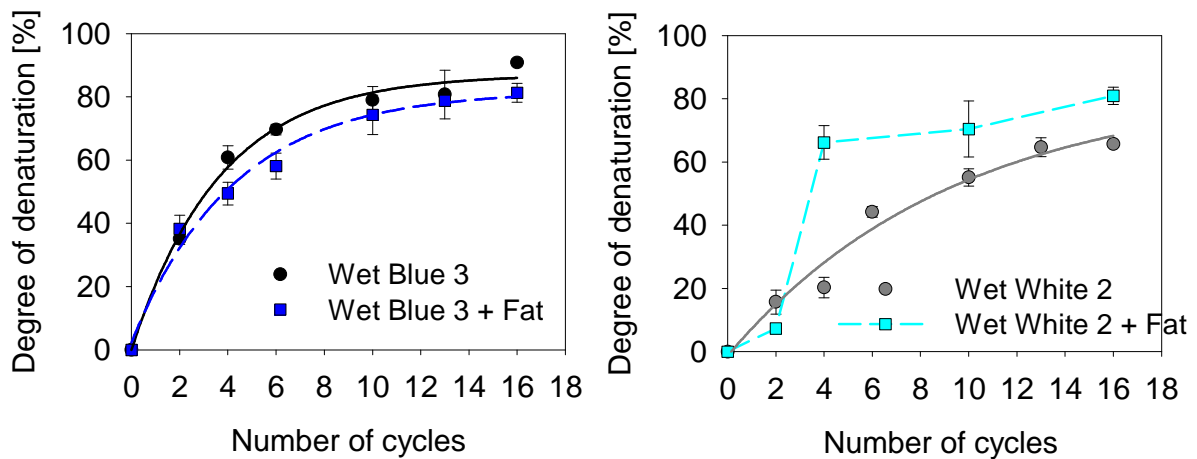 Degree of denaturation [%]
100
80
60
40
20
0
Wet Blue 3
Wet Blue 3 + Fat
0 2 4 6 8 10 12 14 16 18
Number of cycles
Degree of denaturation [%]
100
80
60
40
20
0
Wet White 2
Wet White 2 + Fat
0 2 4 6 8 10 12 14 16 18
Number of cycles